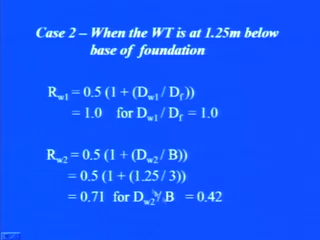 Case 2 – When the WT is at 1.25m below
base of foundation
Rw1 = 0.5 (1 + (Dw1 / Df))
= 1.0 for Dw1 / Df = 1.0
Rw2 = 0.5 (1 + (Dw2 / B))
= 0.5 (1 + (1.25 / 3))
= 0.71 for Dw2 / B = 0.42